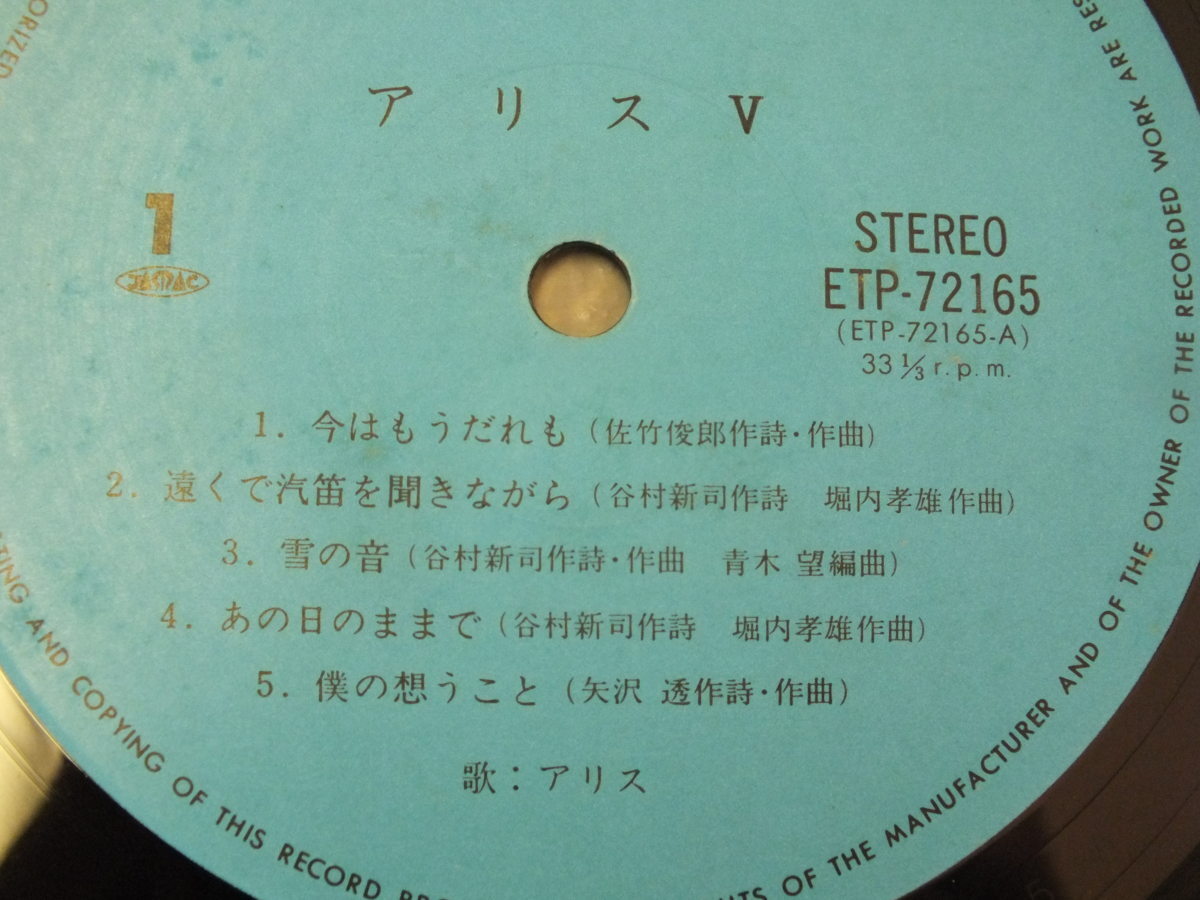 アリス V
1
JASRAC
STEREO
ETP-72165
(ETP-72165-A)
33 1/3 r.p.m.
1. 今はもうだれも (佐竹俊郎作詩・作曲)
2. 遠くで汽笛を聞きながら (谷村新司作詩 堀内孝雄作曲)
3. 雪の音 (谷村新司作詩・作曲 青木 望編曲)
4. あの日のままで (谷村新司作詩 堀内孝雄作曲)
5. 僕の想うこと (矢沢 透作詩・作曲)
歌:アリス
OF THE MANUFACTURER AND OF THE OWNER OF THE RECORDED WORK ARE
AND COPYING OF THIS RECORD